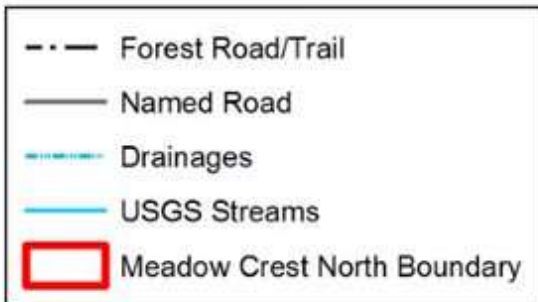 Forest Road/Trail
Named Road
Drainages
USGS Streams
Meadow Crest North Boundary